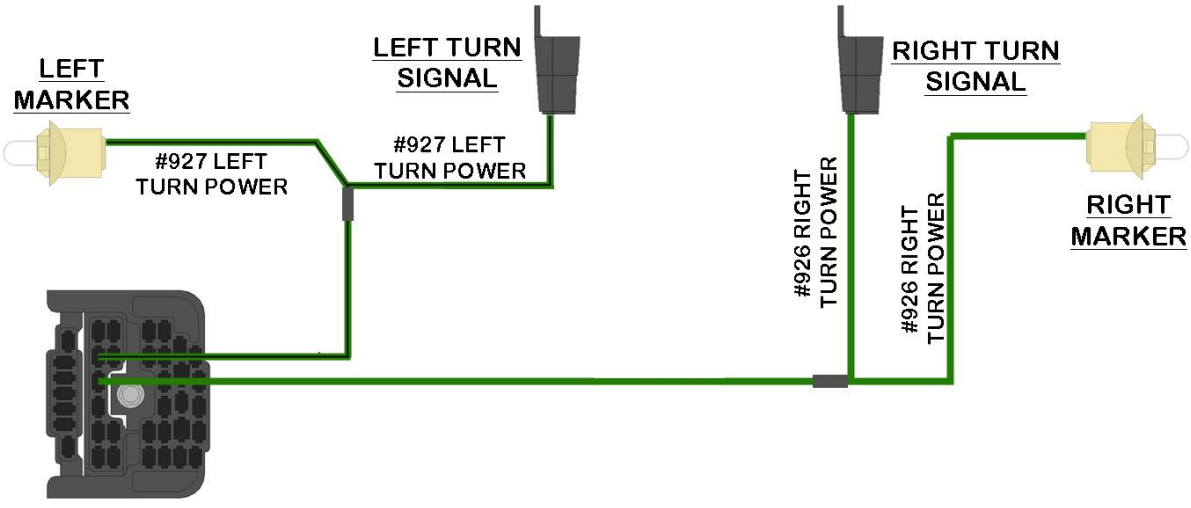 LEFT
MARKER
#927 LEFT
TURN POWER
LEFT TURN
SIGNAL
#927 LEFT
TURN POWER
RIGHT TURN
SIGNAL
#926 RIGHT
TURN POWER
#926 RIGHT
TURN POWER
RIGHT
MARKER